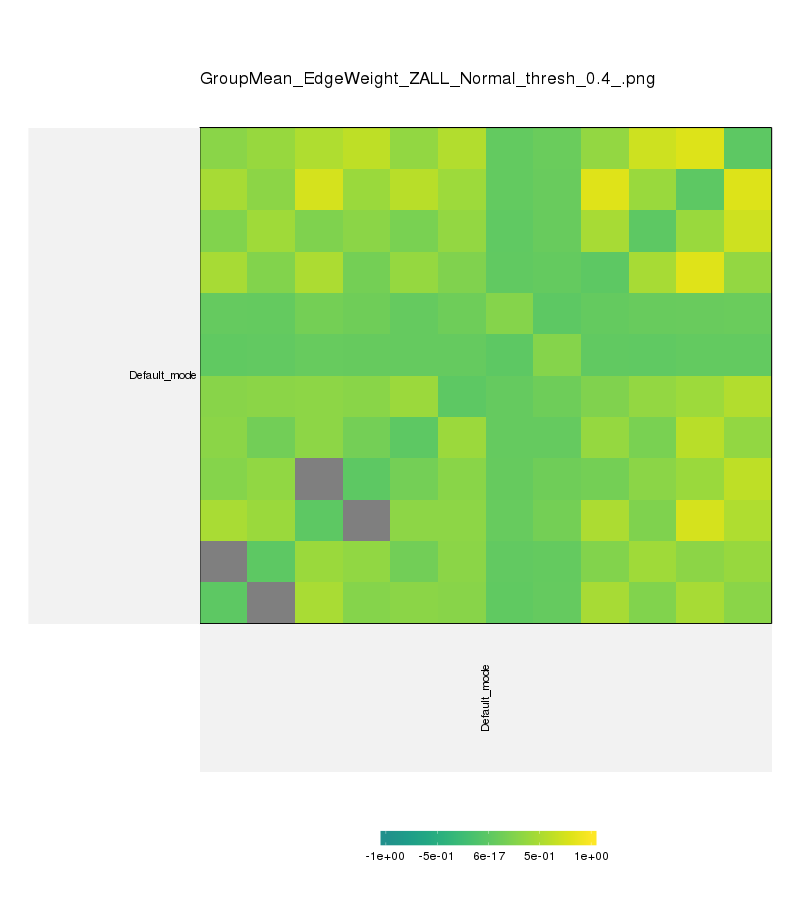 GroupMean_EdgeWeight_ZALL_Normal_thresh_0.4_.png
Default_mode
Default_mode
-1e+00 -5e-01 6e-17 5e-01 1e+00